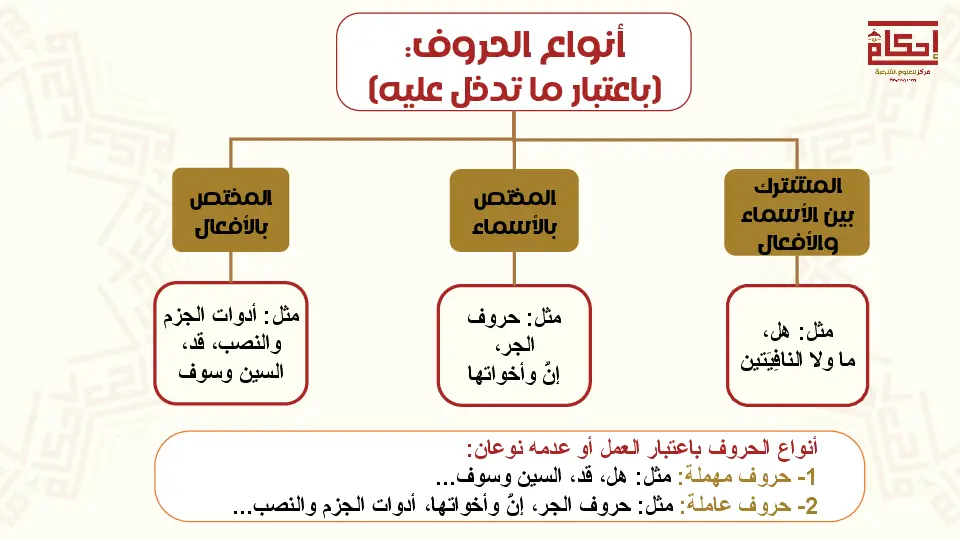 أنواع الحروف:
(باعتبار ما تدخل عليه)
إحكام
مركز للعلوم الشرعية
المشترك
بين الأسماء
والأفعال
المختص
بالأسماء
المختص
بالأفعال
مثل: هل،
ما ولا النافِيَتين
مثل: حروف
الجر،
إنّ وأخواتها
مثل: أدوات الجزم
والنصب، قد،
السين وسوف
أنواع الحروف باعتبار العمل أو عدمه نوعان:
1- حروف مهملة: مثل: هل، قد، السين وسوف...
2- حروف عاملة: مثل: حروف الجر، إنّ وأخواتها، أدوات الجزم والنصب...